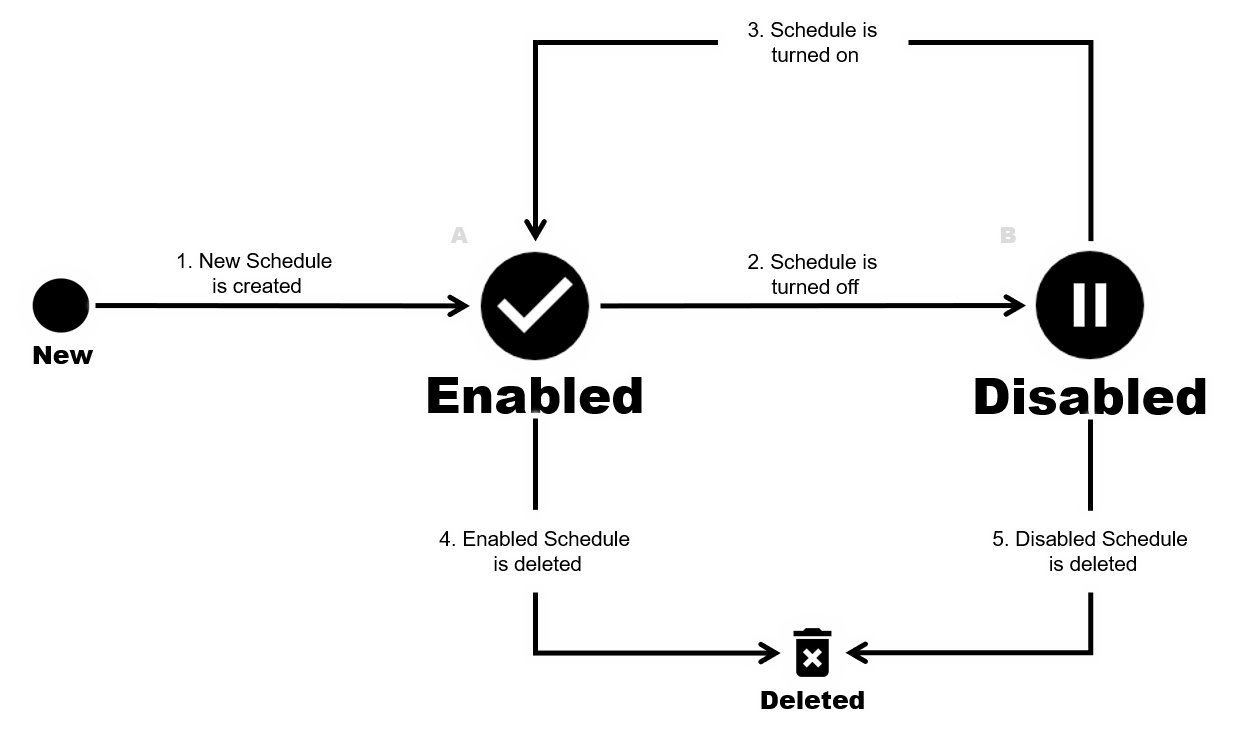 3. Schedule is
turned on
A
B
1. New Schedule
is created
2. Schedule is
turned off
New
Enabled
Disabled
4. Enabled Schedule
is deleted
5. Disabled Schedule
is deleted
Deleted